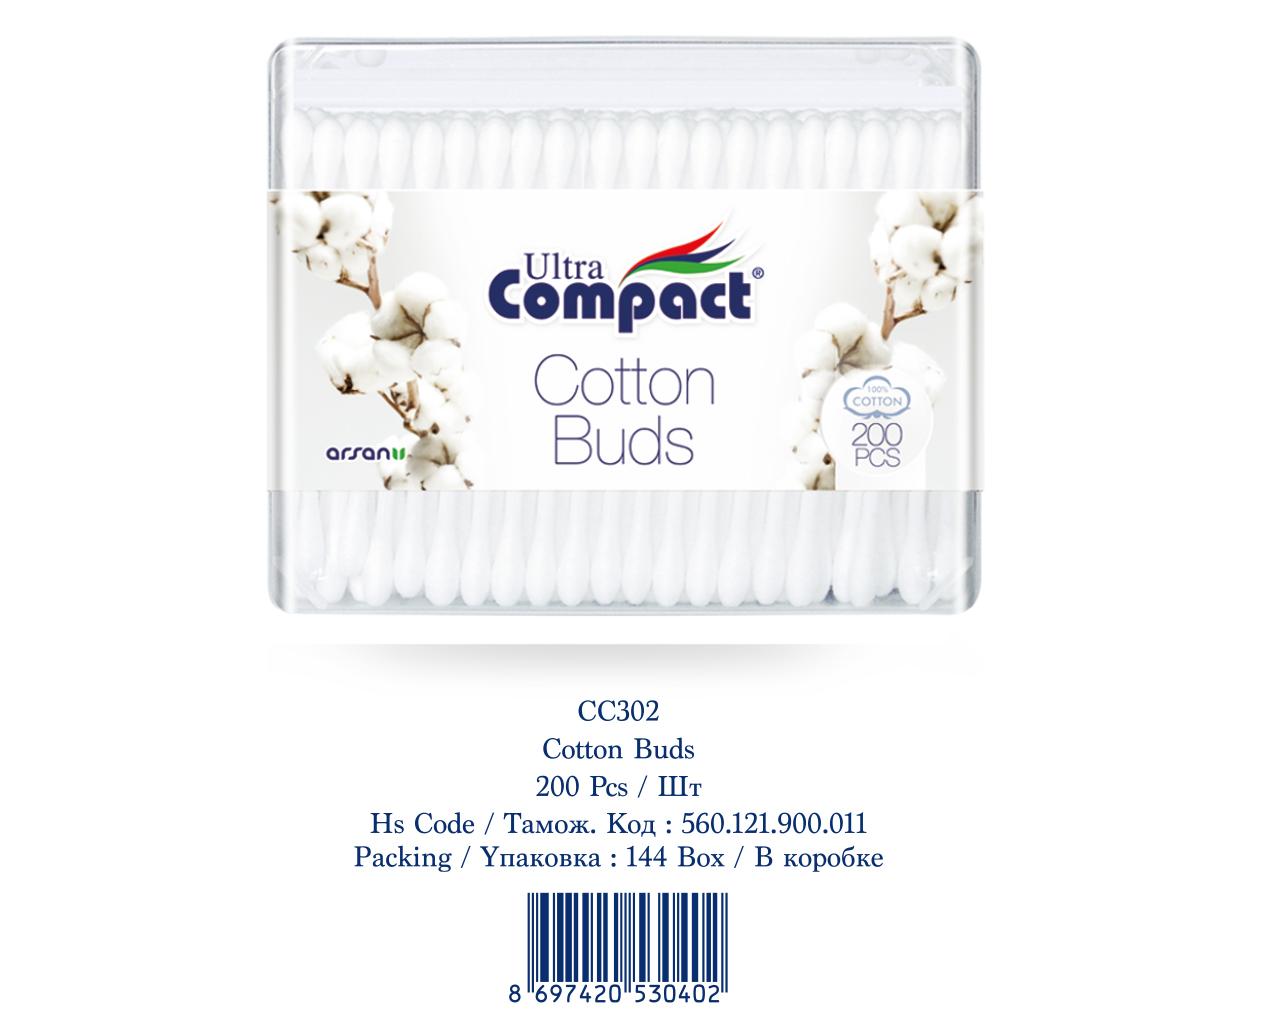 Ultra
Compact®
Cotton
Buds
arsan
100%
COTTON
200
PCS
CC302
Cotton Buds
200 Pcs / Шт
Hs Code / Тамож. Код : 560.121.900.011
Packing / Yпаковка : 144 Box / В коробке
8 697420 530402